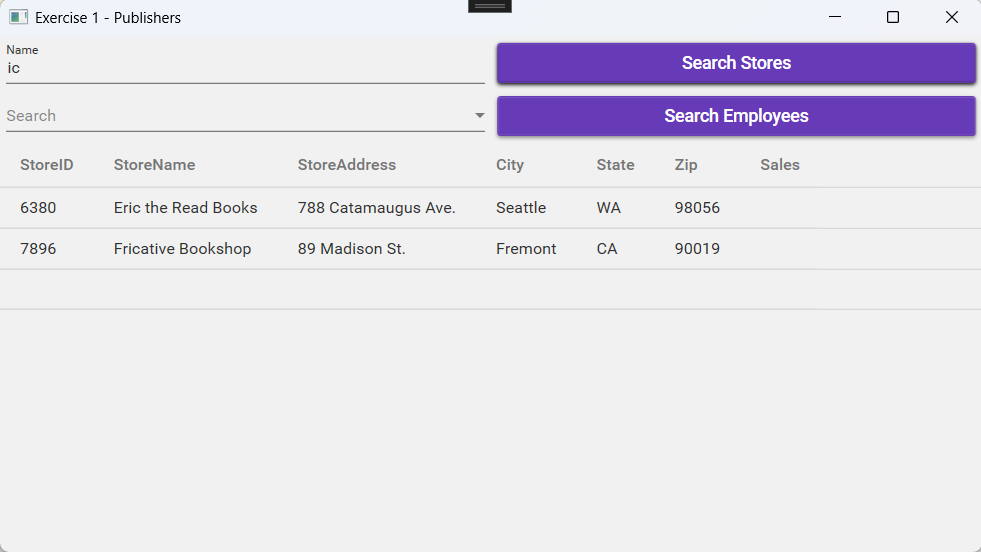 Exercise 1 - Publishers
Name
ic
Search Stores
Search
Search Employees
StoreID StoreName StoreAddress City State Zip Sales
6380 Eric the Read Books 788 Catamaugus Ave. Seattle WA 98056
7896 Fricative Bookshop 89 Madison St. Fremont CA 90019